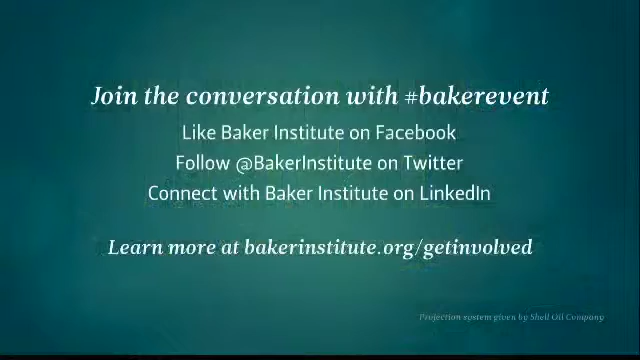 Join the conversation with #bakerevent
Like Baker Institute on Facebook
Follow @BakerInstitute on Twitter
Connect with Baker Institute on LinkedIn
Learn more at bakerinstitute.org/getinvolved
Projection system given by Shell Oil Company